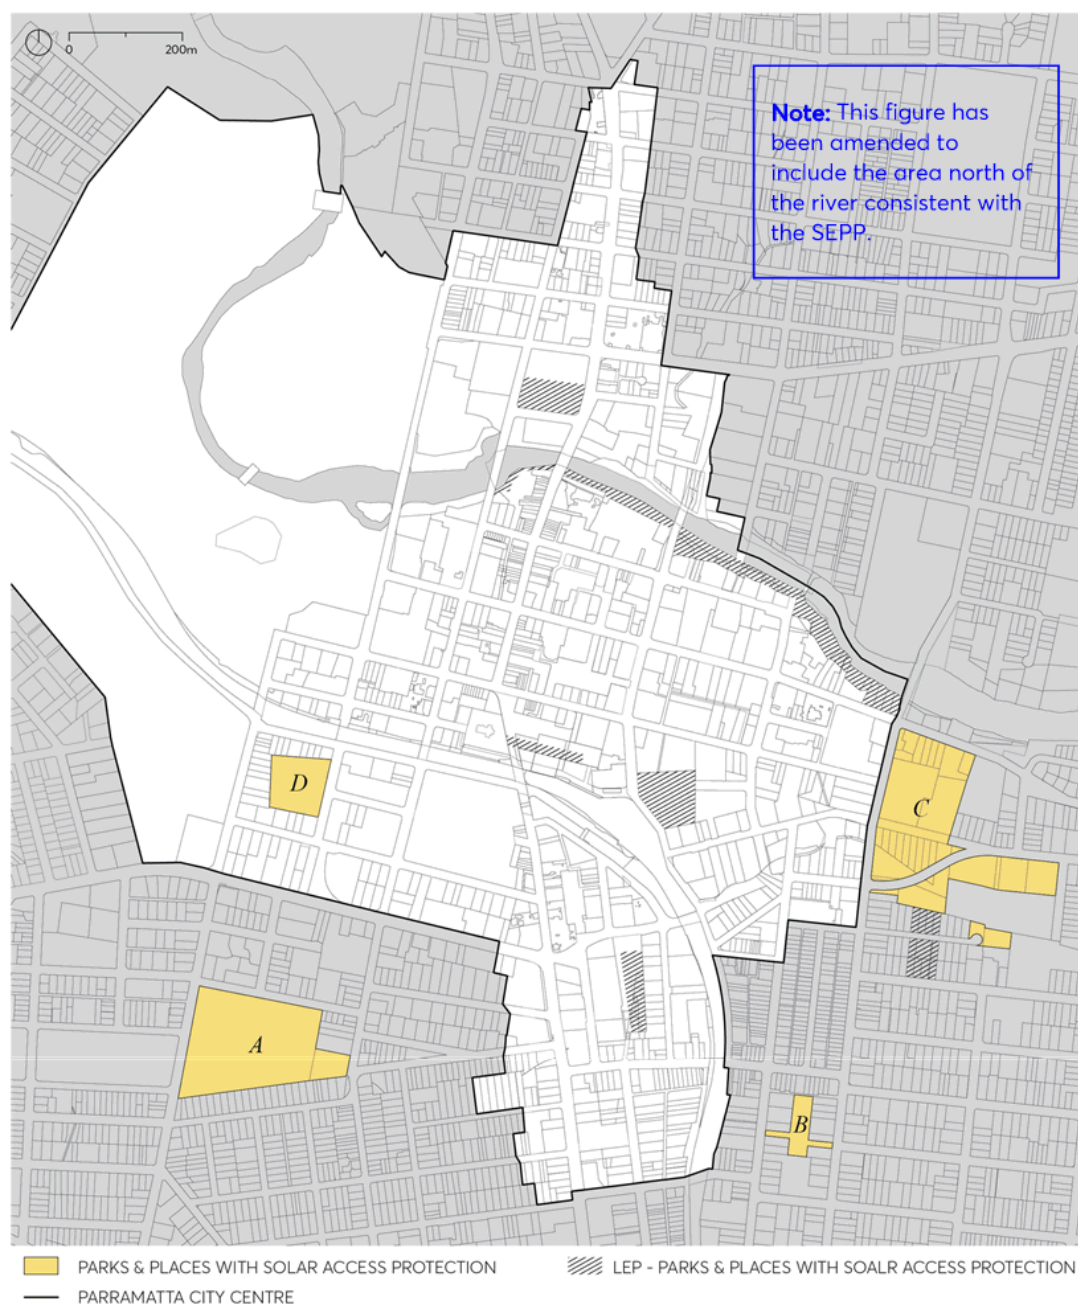 0 200m
Note: This figure has
been amended to
include the area north of
the river consistent with
the SEPP.
D
C
A
B
PARKS & PLACES WITH SOLAR ACCESS PROTECTION
LEP - PARKS & PLACES WITH SOALR ACCESS PROTECTION
PARRAMATTA CITY CENTRE